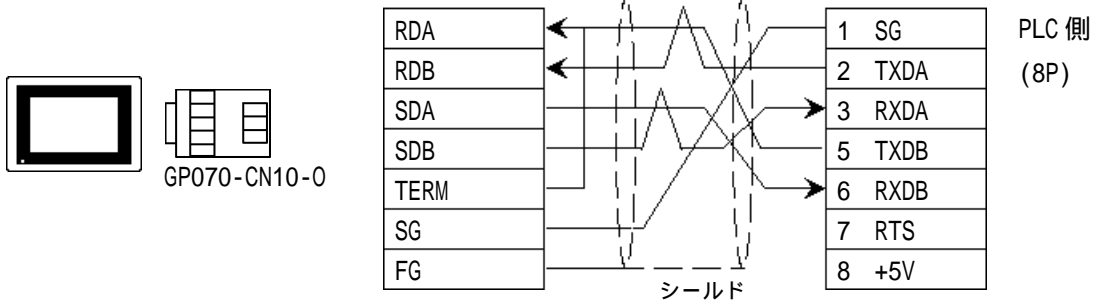 GP070-CN10-O
RDA
RDB
SDA
SDB
TERM
SG
FG
シールド
1 SG
2 TXDA
3 RXDA
5 TXDB
6 RXDB
7 RTS
8 +5V
PLC 側
(8P)